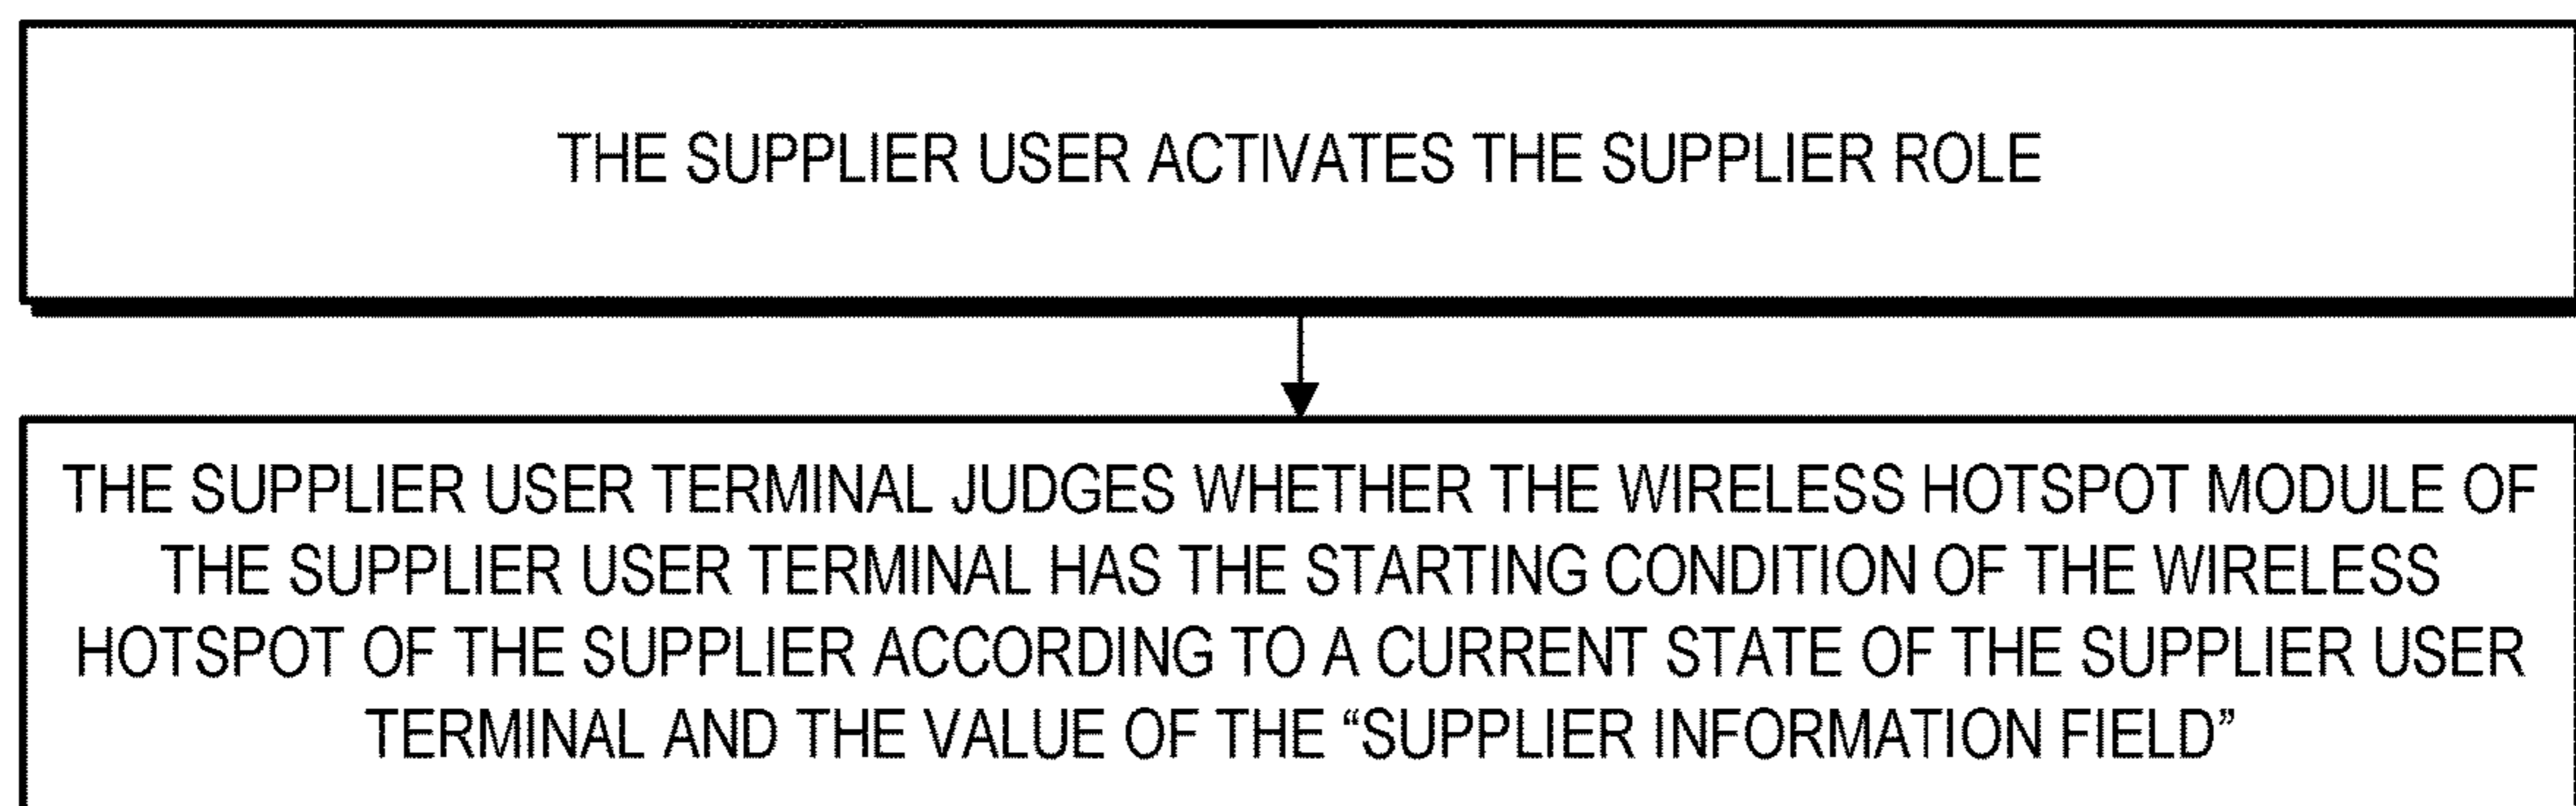 THE SUPPLIER USER ACTIVATES THE SUPPLIER ROLE
THE SUPPLIER USER TERMINAL JUDGES WHETHER THE WIRELESS HOTSPOT MODULE OF
THE SUPPLIER USER TERMINAL HAS THE STARTING CONDITION OF THE WIRELESS
HOTSPOT OF THE SUPPLIER ACCORDING TO A CURRENT STATE OF THE SUPPLIER USER
TERMINAL AND THE VALUE OF THE “SUPPLIER INFORMATION FIELD”